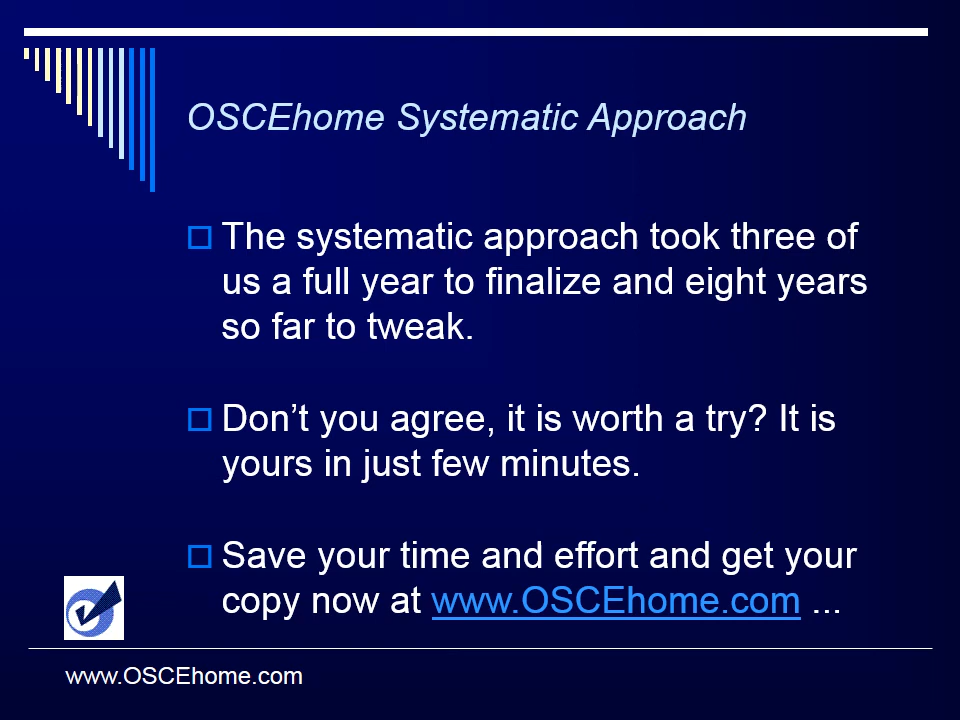 OSCEhome Systematic Approach
The systematic approach took three of
us a full year to finalize and eight years
so far to tweak.
Don’t you agree, it is worth a try? It is
yours in just few minutes.
Save your time and effort and get your
copy now at www.OSCEhome.com ...
www.OSCEhome.com